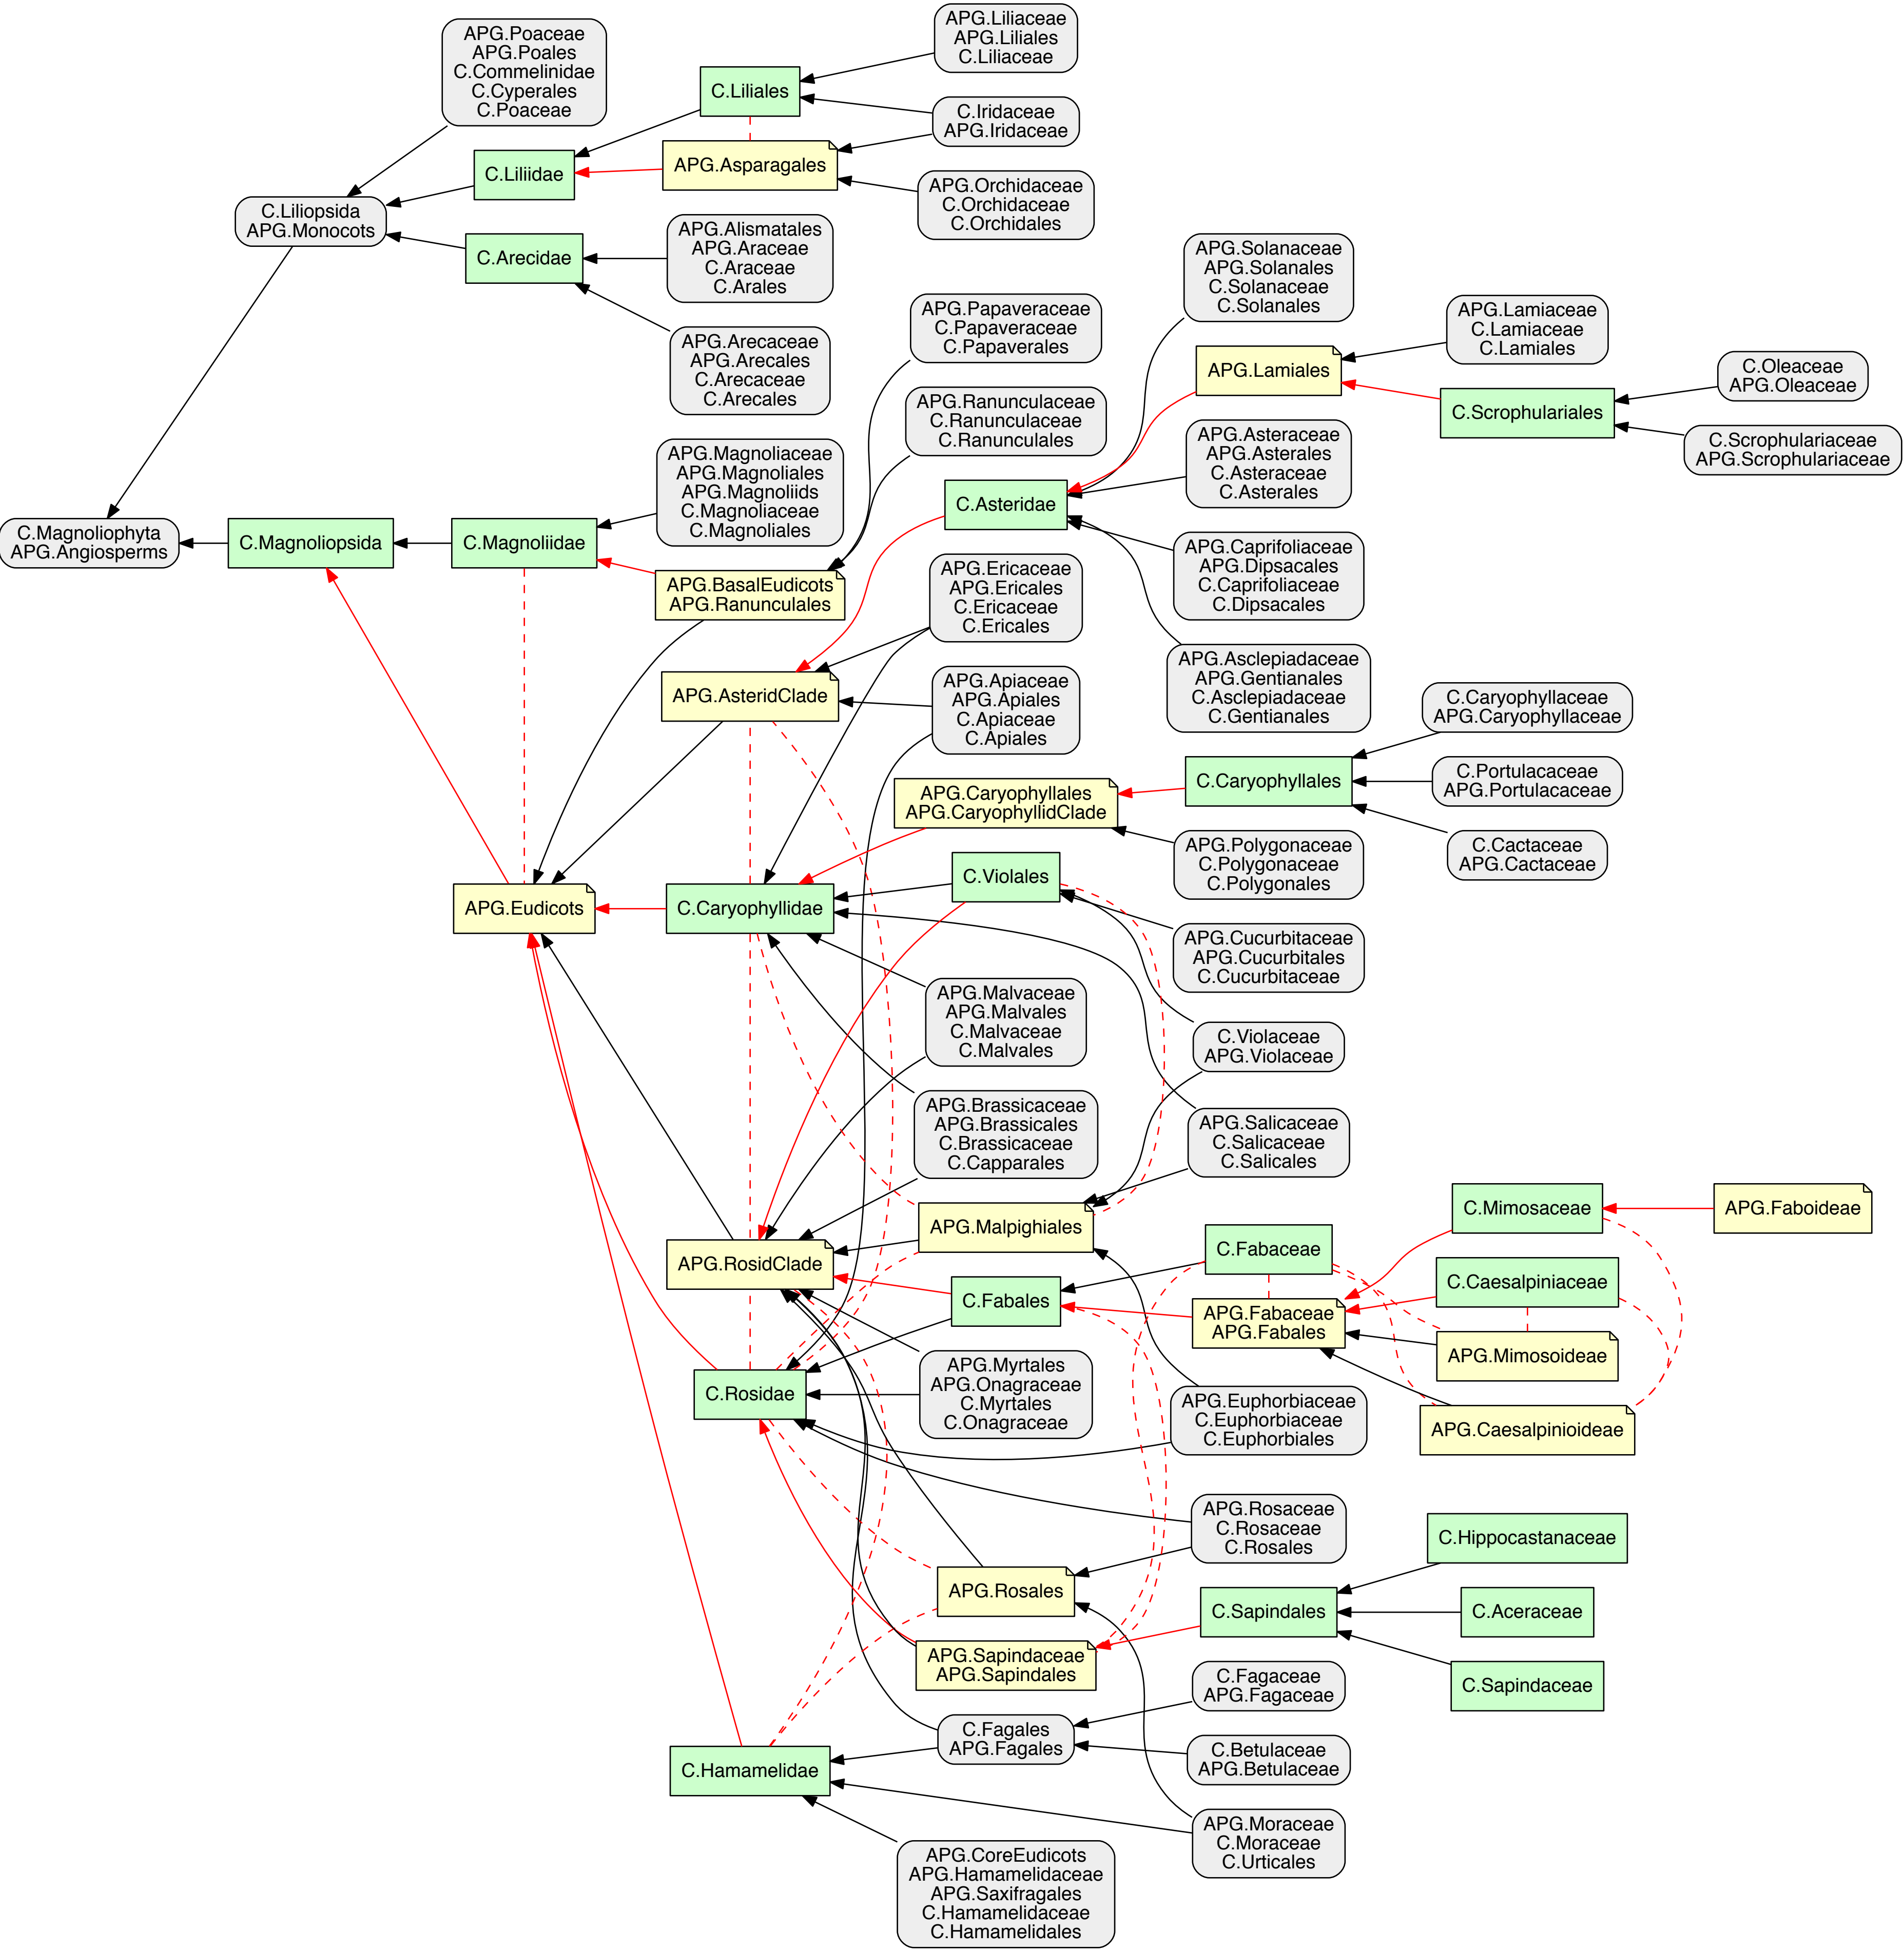 APG.Poaceae
APG.Poales
C.Commelinidae
C.Cyperales
C.Poaceae
C.Liliales
APG.Liliaceae
APG.Liliales
C.Liliaceae
C.Iridaceae
APG.Iridaceae
C.Liliidae
APG.Asparagales
APG.Orchidaceae
C.Orchidaceae
C.Orchidales
C.Liliopsida
APG.Monocots
C.Arecidae
APG.Alismatales
APG.Araceae
C.Araceae
C.Arales
APG.Arecaceae
APG.Arecales
C.Arecaceae
C.Arecales
APG.Papaveraceae
C.Papaveraceae
C.Papaverales
APG.Ranunculaceae
C.Ranunculaceae
C.Ranunculales
APG.Solanaceae
APG.Solanales
C.Solanaceae
C.Solanales
APG.Lamiales
APG.Lamiaceae
C.Lamiaceae
C.Lamiales
C.Scrophulariales
C.Oleaceae
APG.Oleaceae
C.Scrophulariaceae
APG.Scrophulariaceae
APG.Asteraceae
APG.Asterales
C.Asteraceae
C.Asterales
C.Asteridae
APG.Magnoliaceae
APG.Magnoliales
APG.Magnoliids
C.Magnoliaceae
C.Magnoliales
C.Magnoliophyta
APG.Angiosperms
C.Magnoliopsida
C.Magnoliidae
APG.BasalEudicots
APG.Ranunculales
APG.Ericaceae
APG.Ericales
C.Ericaceae
C.Ericales
APG.Caprifoliaceae
APG.Dipsacales
C.Caprifoliaceae
C.Dipsacales
APG.AsteridClade
APG.Apiaceae
APG.Apiales
C.Apiaceae
C.Apiales
APG.Asclepiadaceae
APG.Gentianales
C.Asclepiadaceae
C.Gentianales
C.Caryophyllaceae
APG.Caryophyllaceae
APG.Caryophyllales
APG.CaryophyllidClade
C.Caryophyllales
C.Portulacaceae
APG.Portulacaceae
APG.Polygonaceae
C.Polygonaceae
C.Polygonales
C.Cactaceae
APG.Cactaceae
APG.Eudicots
C.Caryophyllidae
C.Violales
APG.Cucurbitaceae
APG.Cucurbitales
C.Cucurbitaceae
APG.Malvaceae
APG.Malvales
C.Malvaceae
C.Malvales
C.Violaceae
APG.Violaceae
APG.Brassicaceae
APG.Brassicales
C.Brassicaceae
C.Capparales
APG.Salicaceae
C.Salicaceae
C.Salicales
APG.RosidClade
APG.Malpighiales
C.Fabales
C.Fabaceae
APG.Fabaceae
APG.Fabales
C.Mimosaceae
APG.Faboideae
C.Caesalpiniaceae
APG.Mimosoideae
APG.Caesalpinioideae
C.Rosidae
APG.Myrtales
APG.Onagraceae
C.Myrtales
C.Onagraceae
APG.Euphorbiaceae
C.Euphorbiaceae
C.Euphorbiales
APG.Rosaceae
C.Rosaceae
C.Rosales
APG.Rosales
C.Hippocastanaceae
C.Sapindales
C.Aceraceae
C.Sapindaceae
APG.Sapindaceae
APG.Sapindales
C.Fagaceae
APG.Fagaceae
C.Fagales
APG.Fagales
C.Betulaceae
APG.Betulaceae
C.Hamamelidae
APG.Moraceae
C.Moraceae
C.Urticales
APG.CoreEudicots
APG.Hamamelidaceae
APG.Saxifragales
C.Hamamelidaceae
C.Hamamelidales